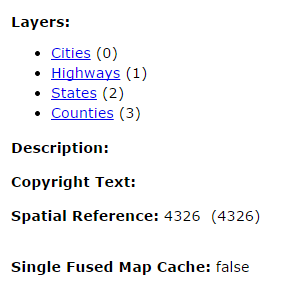 Layers:
Cities (0)
Highways (1)
States (2)
Counties (3)
Description:
Copyright Text:
Spatial Reference: 4326  (4326)
Single Fused Map Cache: false